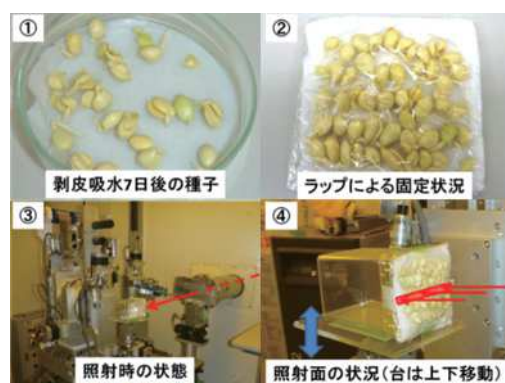 ①
剥皮吸水7日後の種子
②
ラップによる固定状況
③
照射時の状態
④
照射面の状況(台は上下移動)